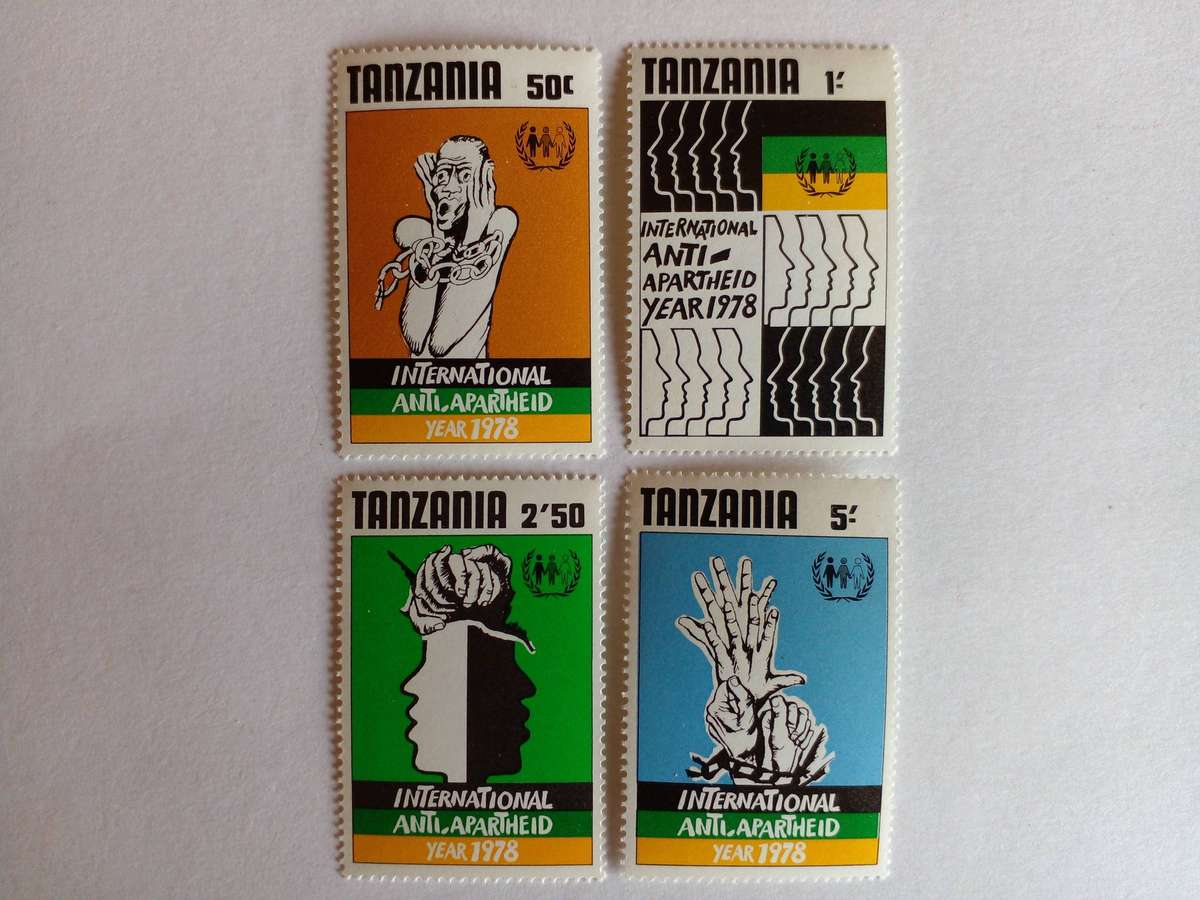 TANZANIA 50c
INTERNATIONAL
ANTI-APARTHEID
YEAR 1978
TANZANIA 1/-
INTERNATIONAL
ANTI-
APARTHEID
YEAR 1978
TANZANIA 2'50
INTERNATIONAL
ANTI-APARTHEID
YEAR 1978
TANZANIA 5/-
INTERNATIONAL
ANTI-APARTHEID
YEAR 1978